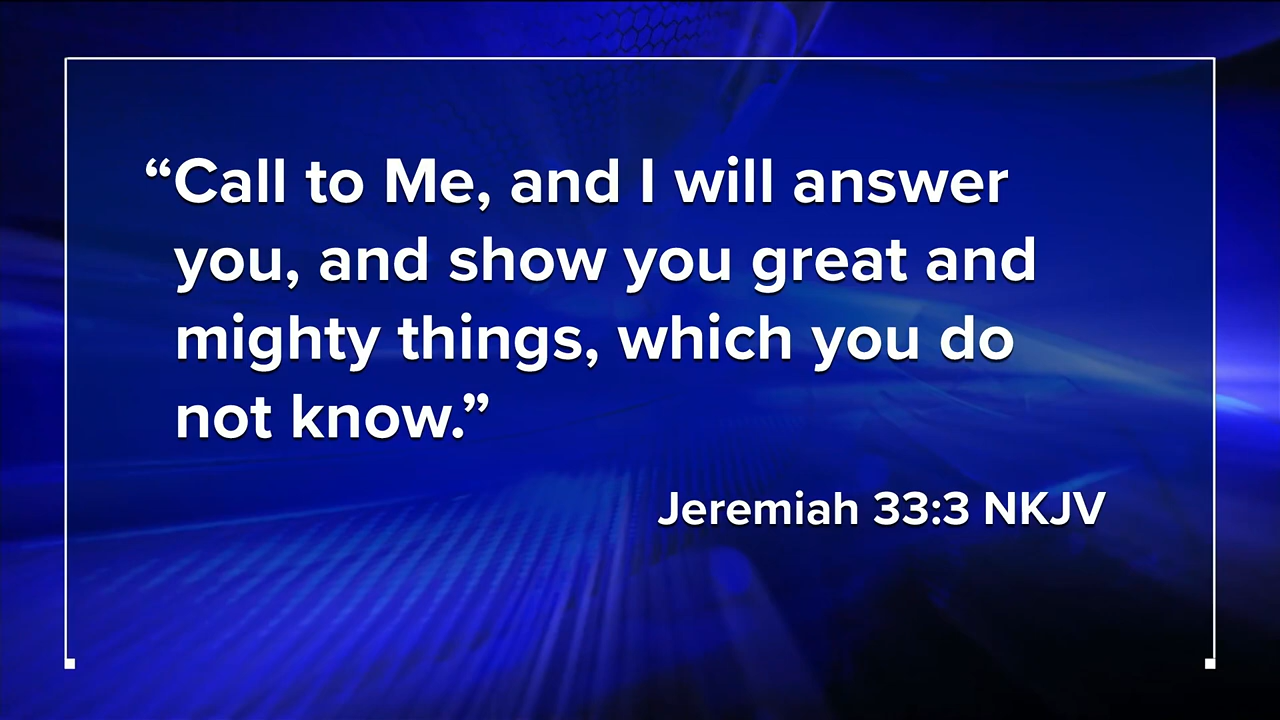 “Call to Me, and I will answer
you, and show you great and
mighty things, which you do
not know.”
Jeremiah 33:3 NKJV